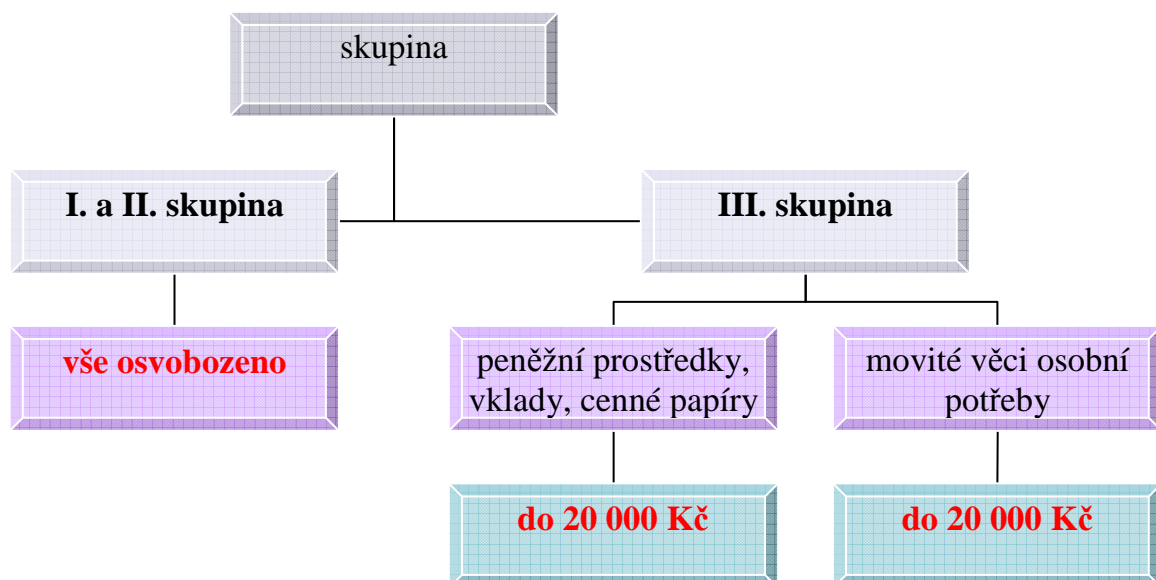 skupina
I. a II. skupina
III. skupina
vše osvobozeno
peněžní prostředky,
vklady, cenné papíry
movité věci osobní
potřeby
do 20 000 Kč
do 20 000 Kč